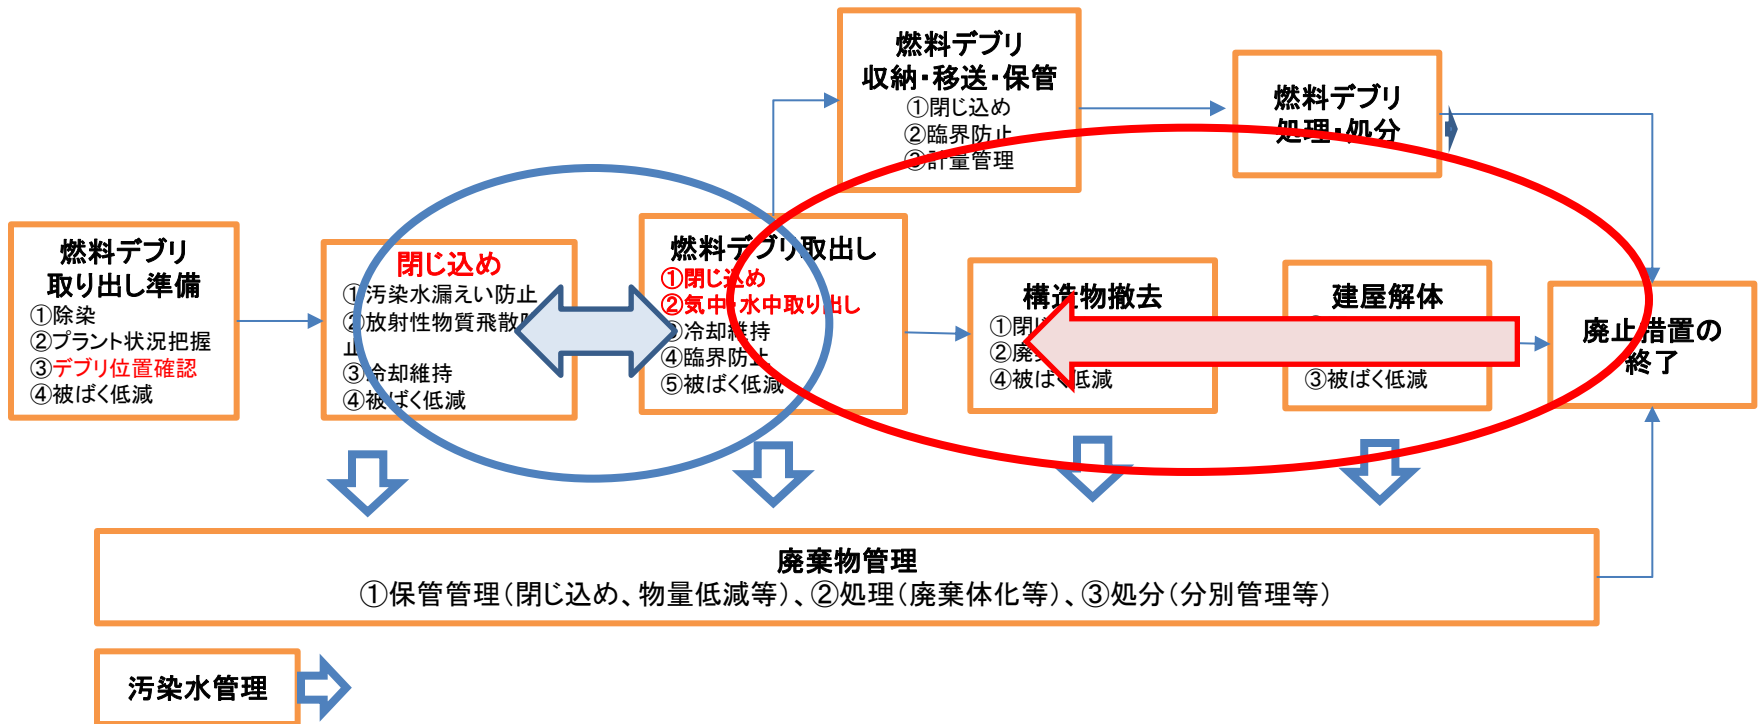 燃料デブリ
収納・移送・保管
①閉じ込め
②臨界防止
③計量管理
燃料デブリ
処理・処分
燃料デブリ
取り出し準備
①除染
②プラント状況把握
③デブリ位置確認
④被ばく低減
閉じ込め
①汚染水漏えい防止
②放射性物質飛散
止
③冷却維持
④被ばく低減
燃料デブリ取出し
①閉じ込め
②気中・水中取り出し
③冷却維持
④臨界防止
⑤被ばく低減
構造物撤去
①閉じ
②廃
④被ばく低減
建屋解体
③被ばく低減
廃止措置の
終了
廃棄物管理
①保管管理(閉じ込め、物量低減等)、②処理(廃棄体化等)、③処分(分別管理等)
汚染水管理